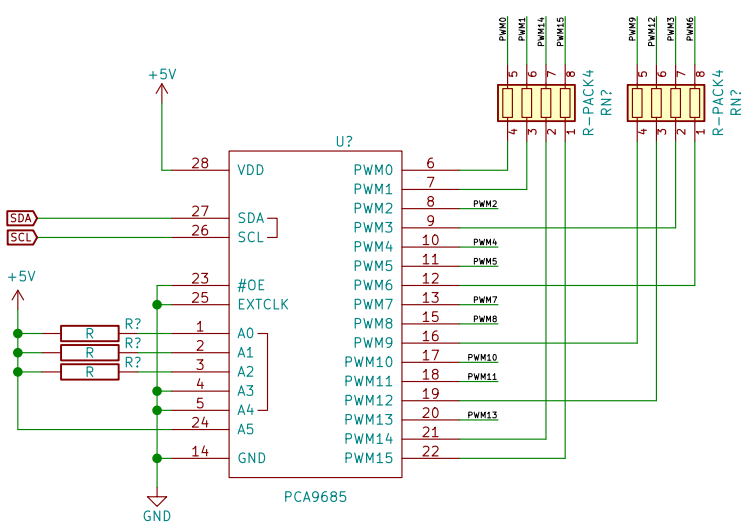 PWM0 PWM1 PWM14 PWM15 PWM9 PWM12 PWM3 PWM6
5 6 7 8 5 6 7 8
R-PACK4 RN? R-PACK4 RN?
4 3 2 1 4 3 2 1
+5V
U?
28 VDD PWM0 6
PWM1 7
SDA 27 SDA PWM2 8 PWM2
SCL 26 SCL PWM3 9
PWM4 10 PWM4
+5V PWM5 11 PWM5
23 #OE PWM6 12
25 EXTCLK PWM7 13 PWM7
R R? 1 A0 PWM8 15 PWM8
R R? 2 A1 PWM9 16
R R? 3 A2 PWM10 17 PWM10
4 A3 PWM11 18 PWM11
5 A4 PWM12 19
24 A5 PWM13 20 PWM13
PWM14 21
14 GND PWM15 22
PCA9685
GND